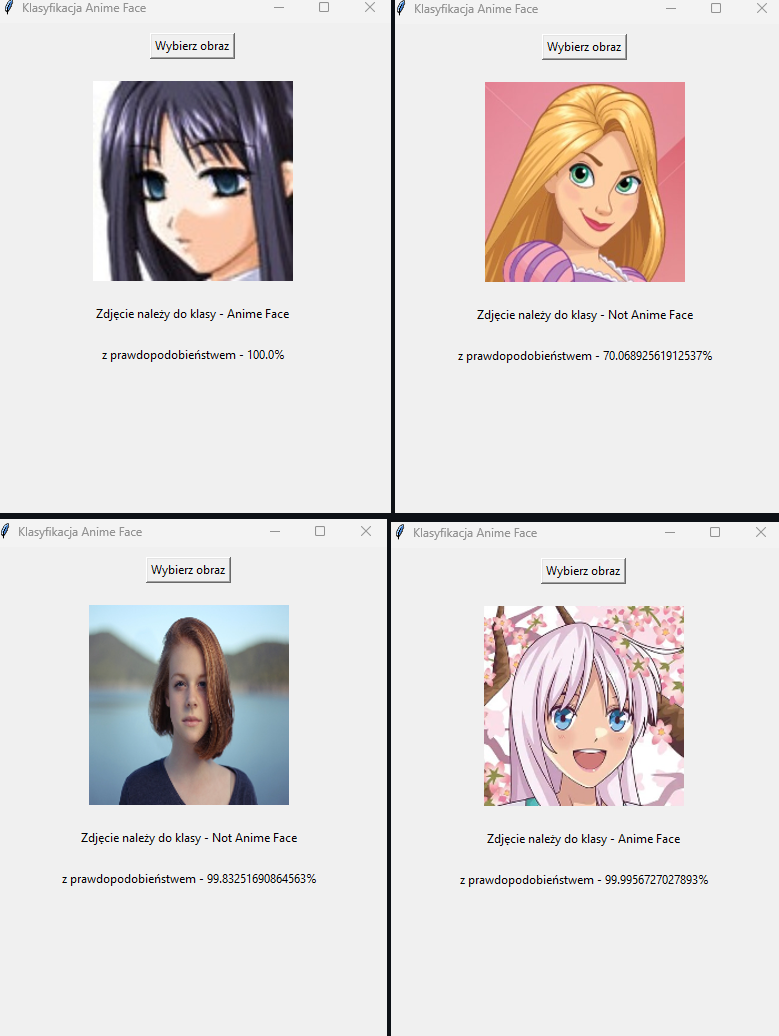 Klasyfikacja Anime Face
Wybierz obraz
Zdjęcie należy do klasy - Anime Face
z prawdopodobieństwem - 100.0%
Klasyfikacja Anime Face
Wybierz obraz
Zdjęcie należy do klasy - Not Anime Face
z prawdopodobieństwem - 70.06892561912537%
Klasyfikacja Anime Face
Wybierz obraz
Zdjęcie należy do klasy - Not Anime Face
z prawdopodobieństwem - 99.83251690864563%
Klasyfikacja Anime Face
Wybierz obraz
Zdjęcie należy do klasy - Anime Face
z prawdopodobieństwem - 99.9956727027893%